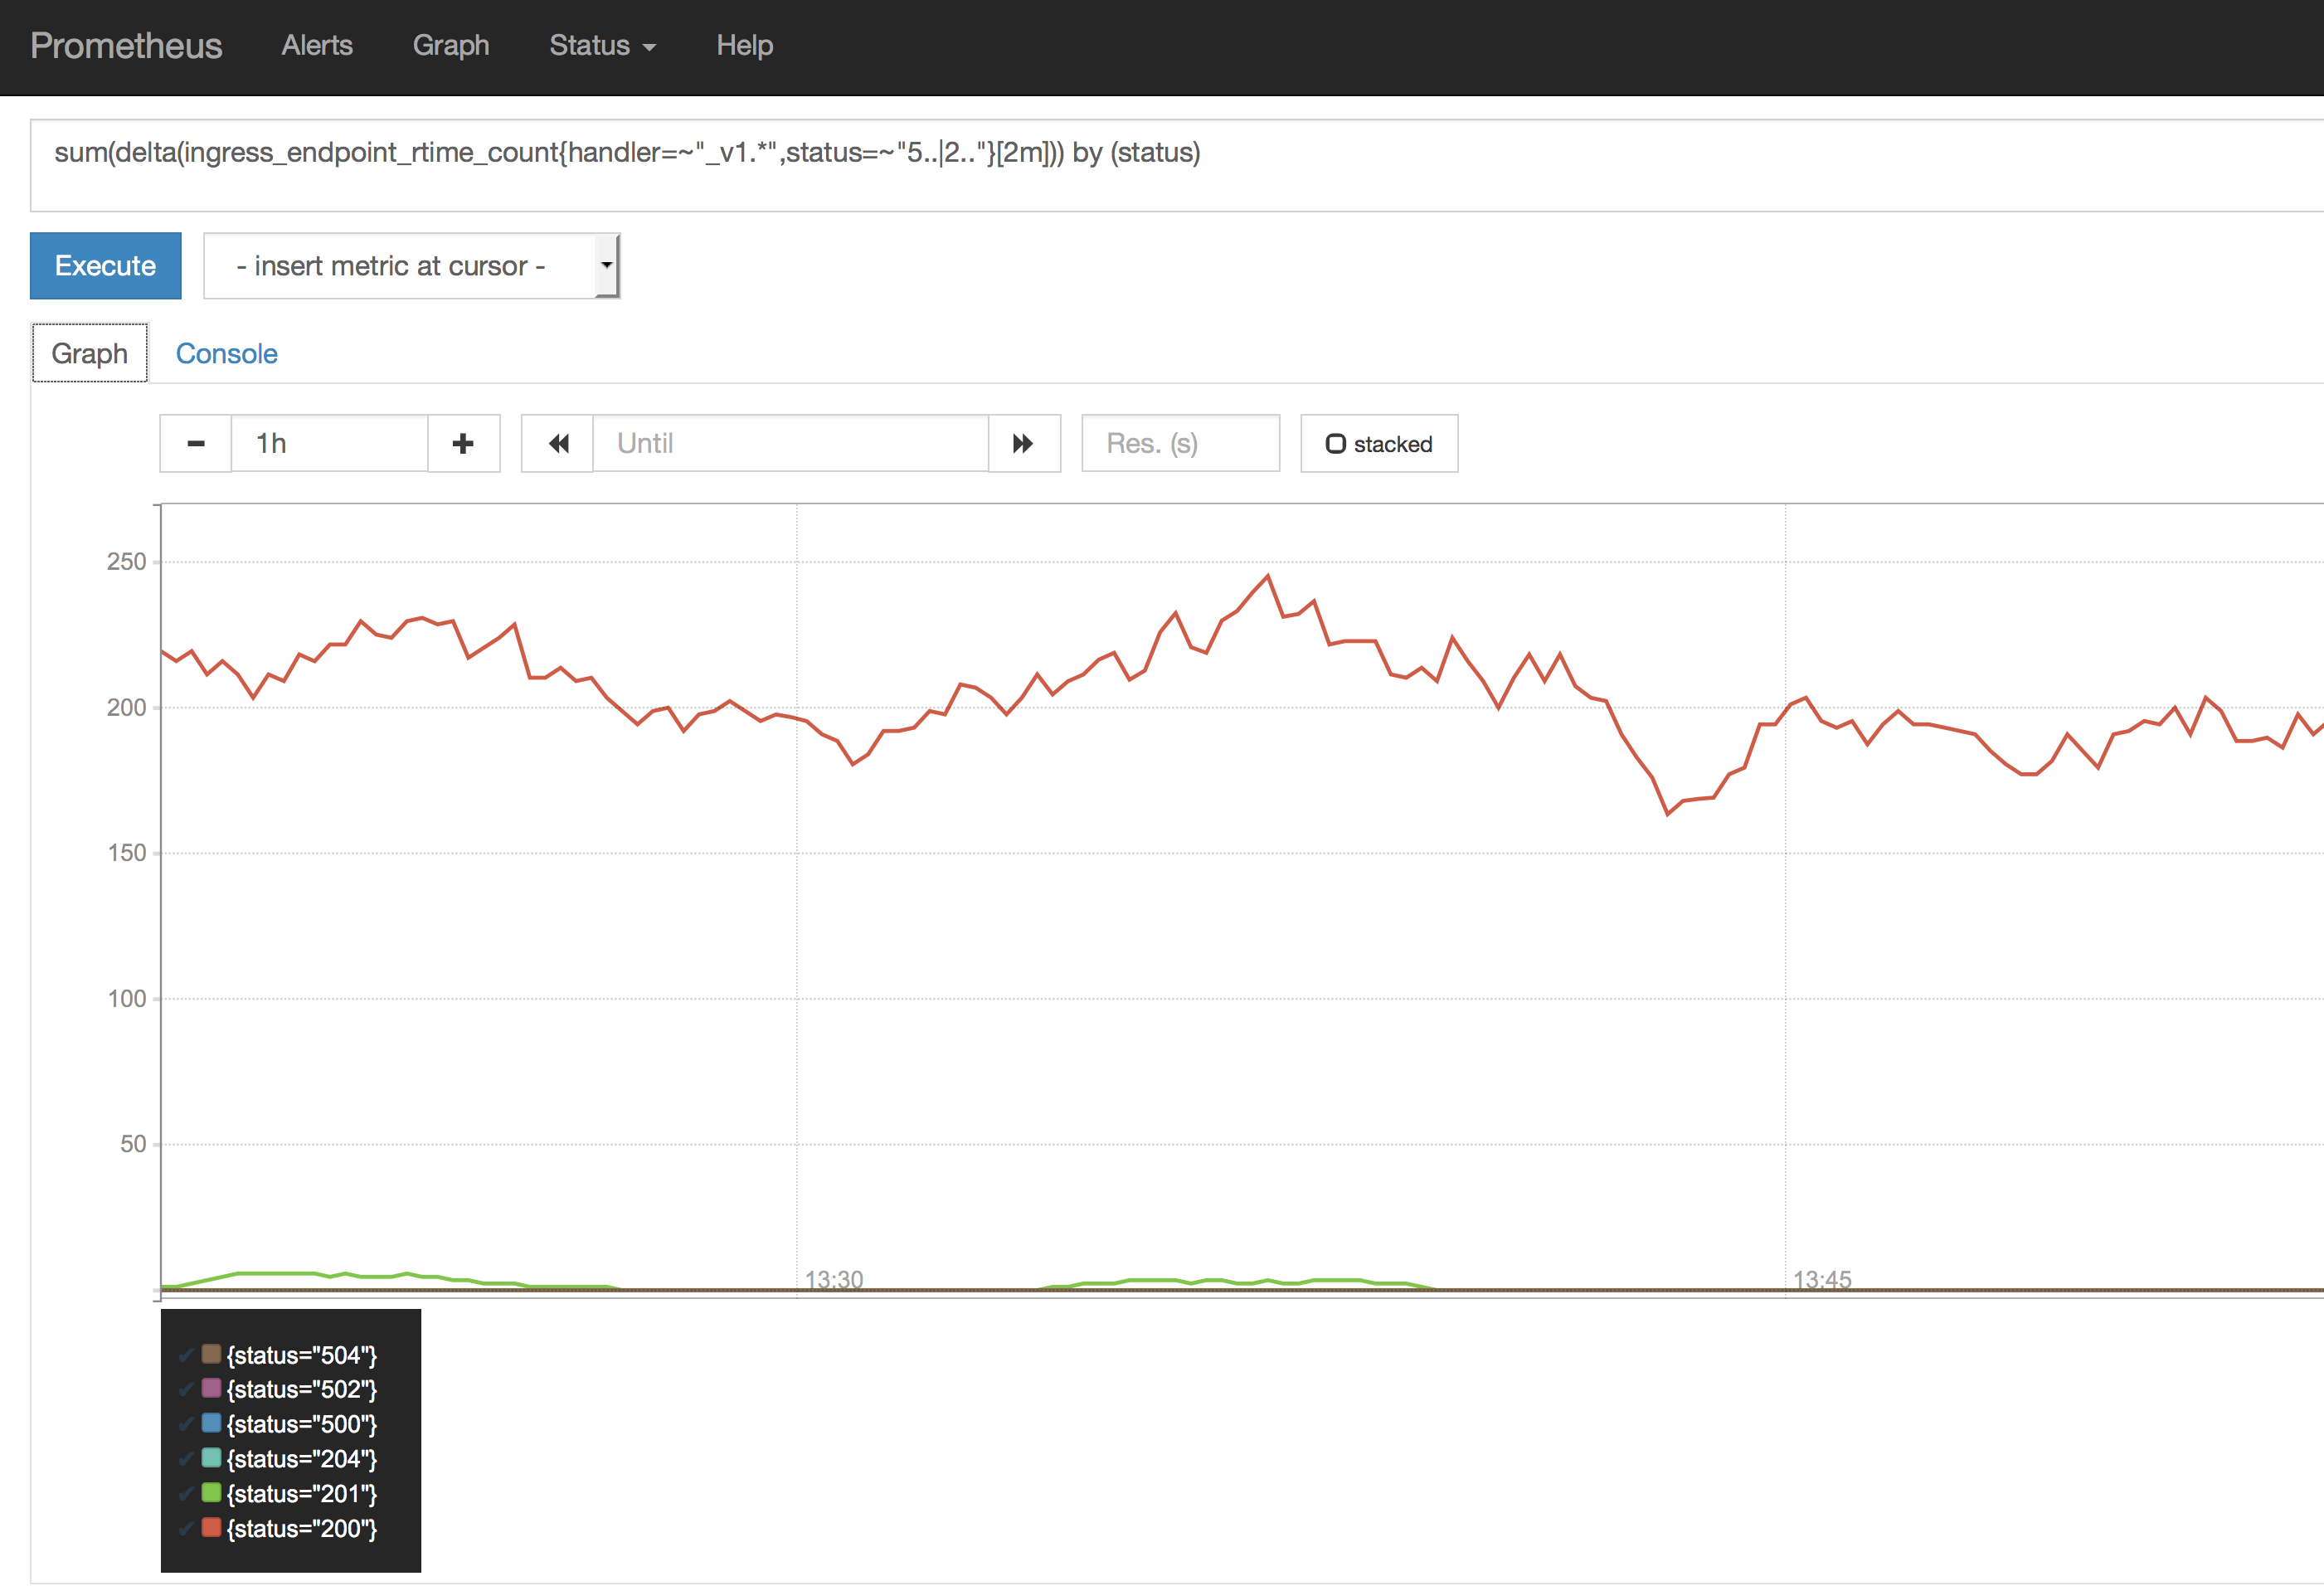 Prometheus Alerts Graph Status Help
sum(delta(ingress_endpoint_rtime_count{handler=~"_v1.*",status=~"5..|2.."}[2m])) by (status)
Execute - insert metric at cursor -
Graph Console
1h Until Res. (s) stacked
250
200
150
100
50
13:30 13:45
{status="504"}
{status="502"}
{status="500"}
{status="204"}
{status="201"}
{status="200"}